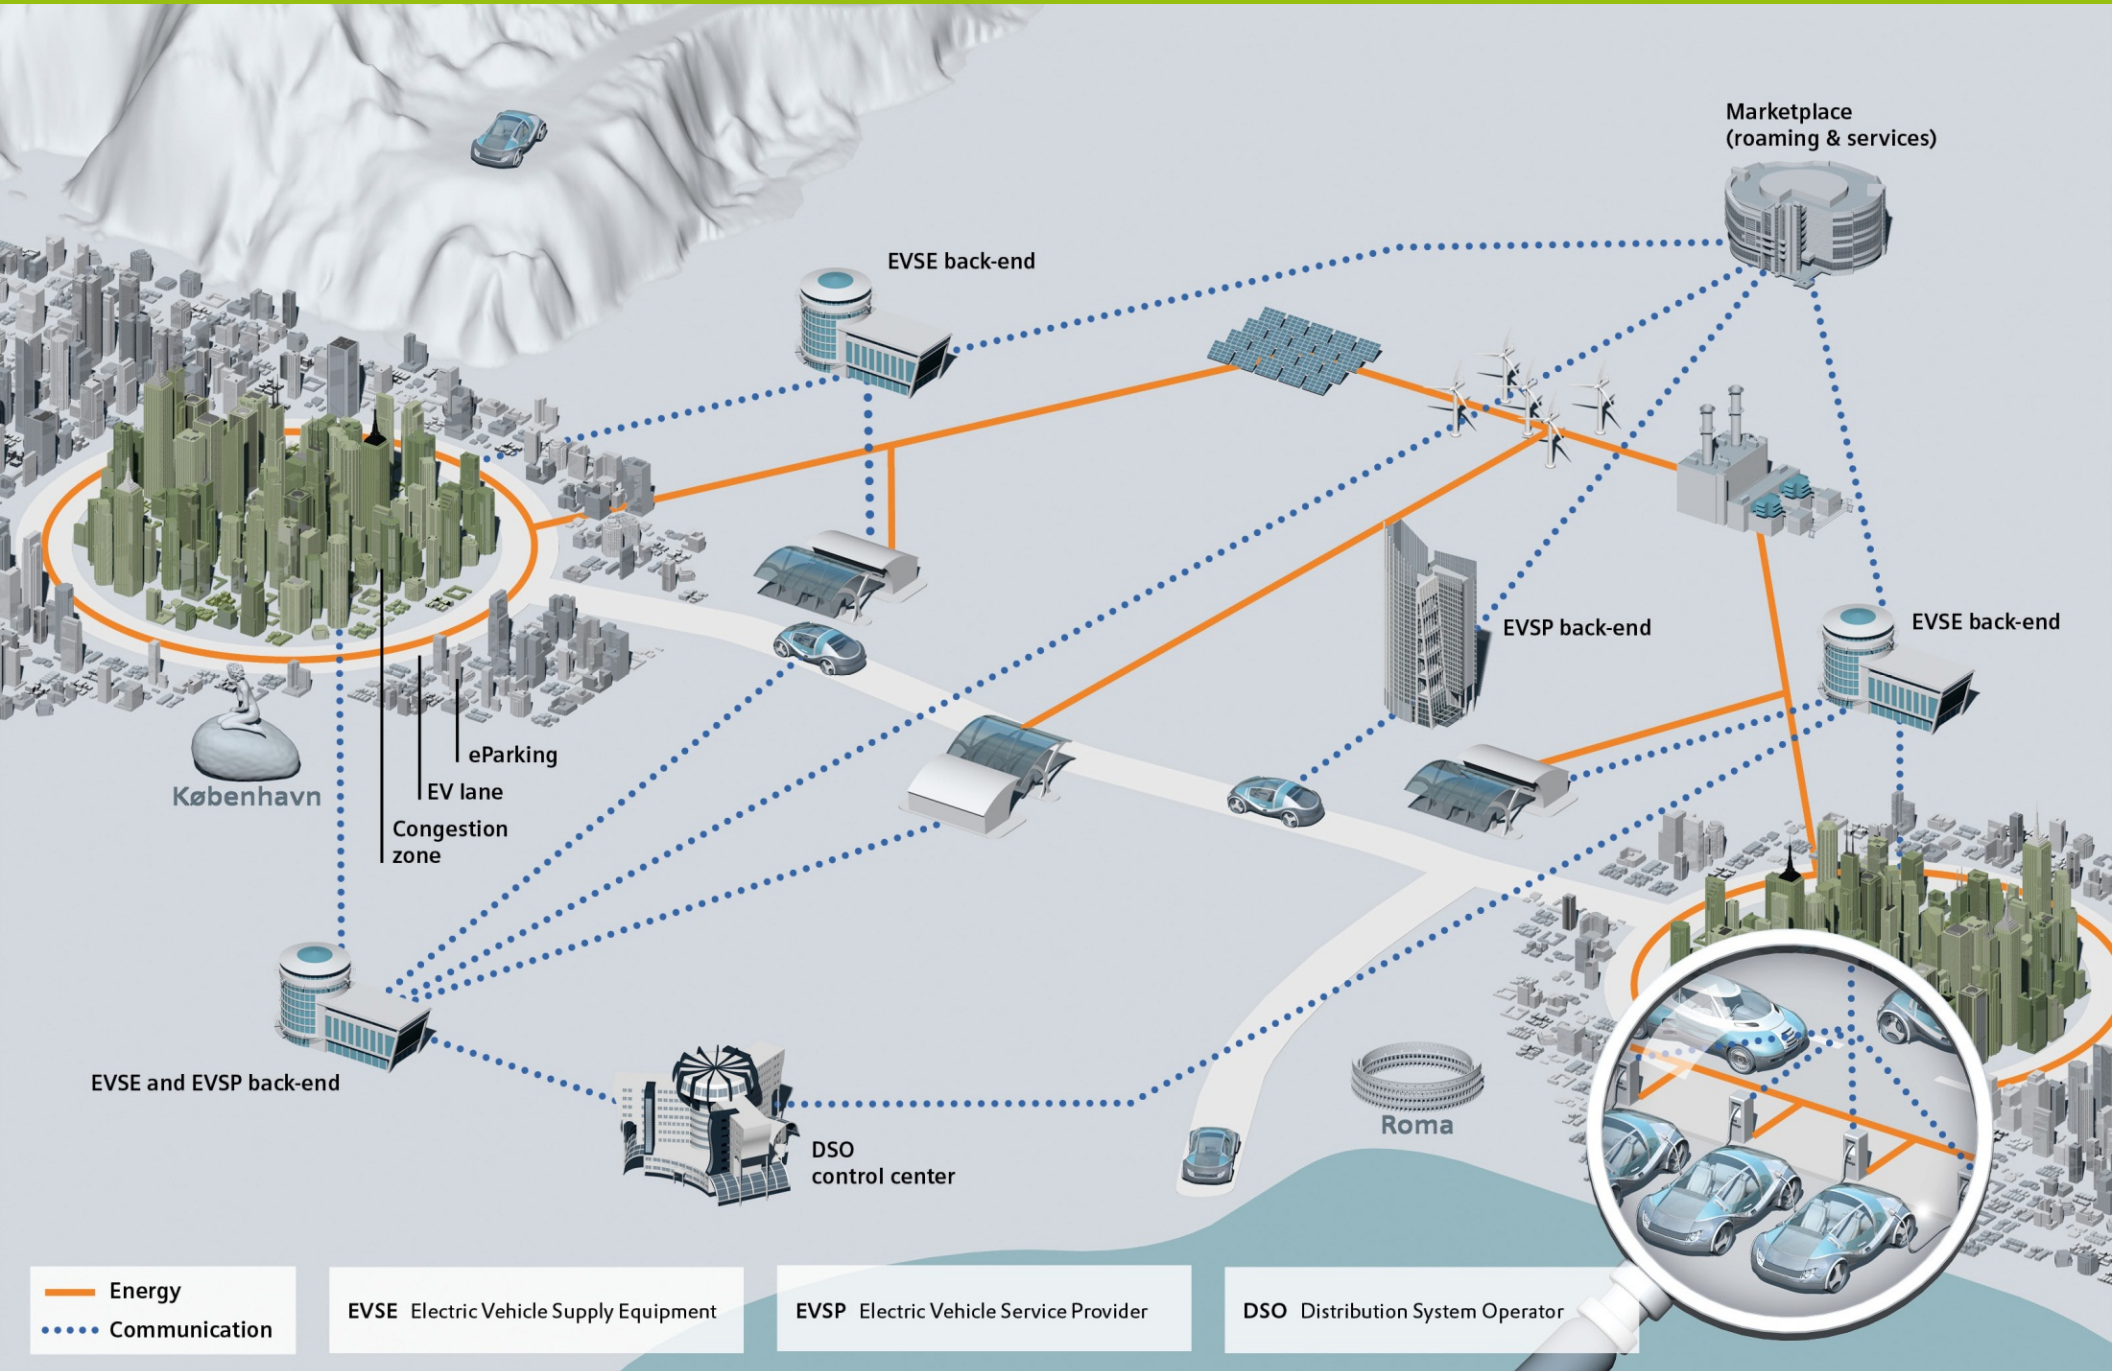 Marketplace
(roaming & services)
EVSE back-end
EVSP back-end
EVSE back-end
eParking
EV lane
Congestion
zone
København
EVSE and EVSP back-end
DSO
control center
Roma
Energy
Communication
EVSE Electric Vehicle Supply Equipment
EVSP Electric Vehicle Service Provider
DSO Distribution System Operator